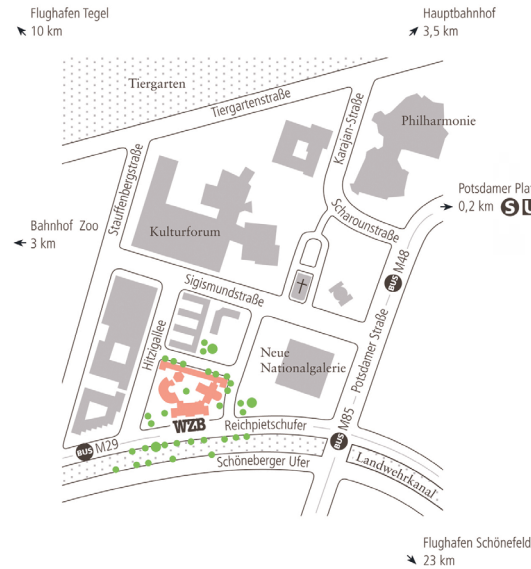 Flughafen Tegel
10 km
Hauptbahnhof
3,5 km
Tiergarten
Tiergartenstraße
Karajan-Straße
Philharmonie
Stauffenbergstraße
Potsdamer Plat
0,2 km S U
Scharounstraße
Bahnhof Zoo
3 km
Kulturforum
BUS M48
Sigismundstraße
Potsdamer Straße
Hitzigallee
Neue
Nationalgalerie
WZB
Reichpietschufer
BUS M85
BUS M29
Schöneberger Ufer
Landwehrkanal
Flughafen Schönefeld
23 km